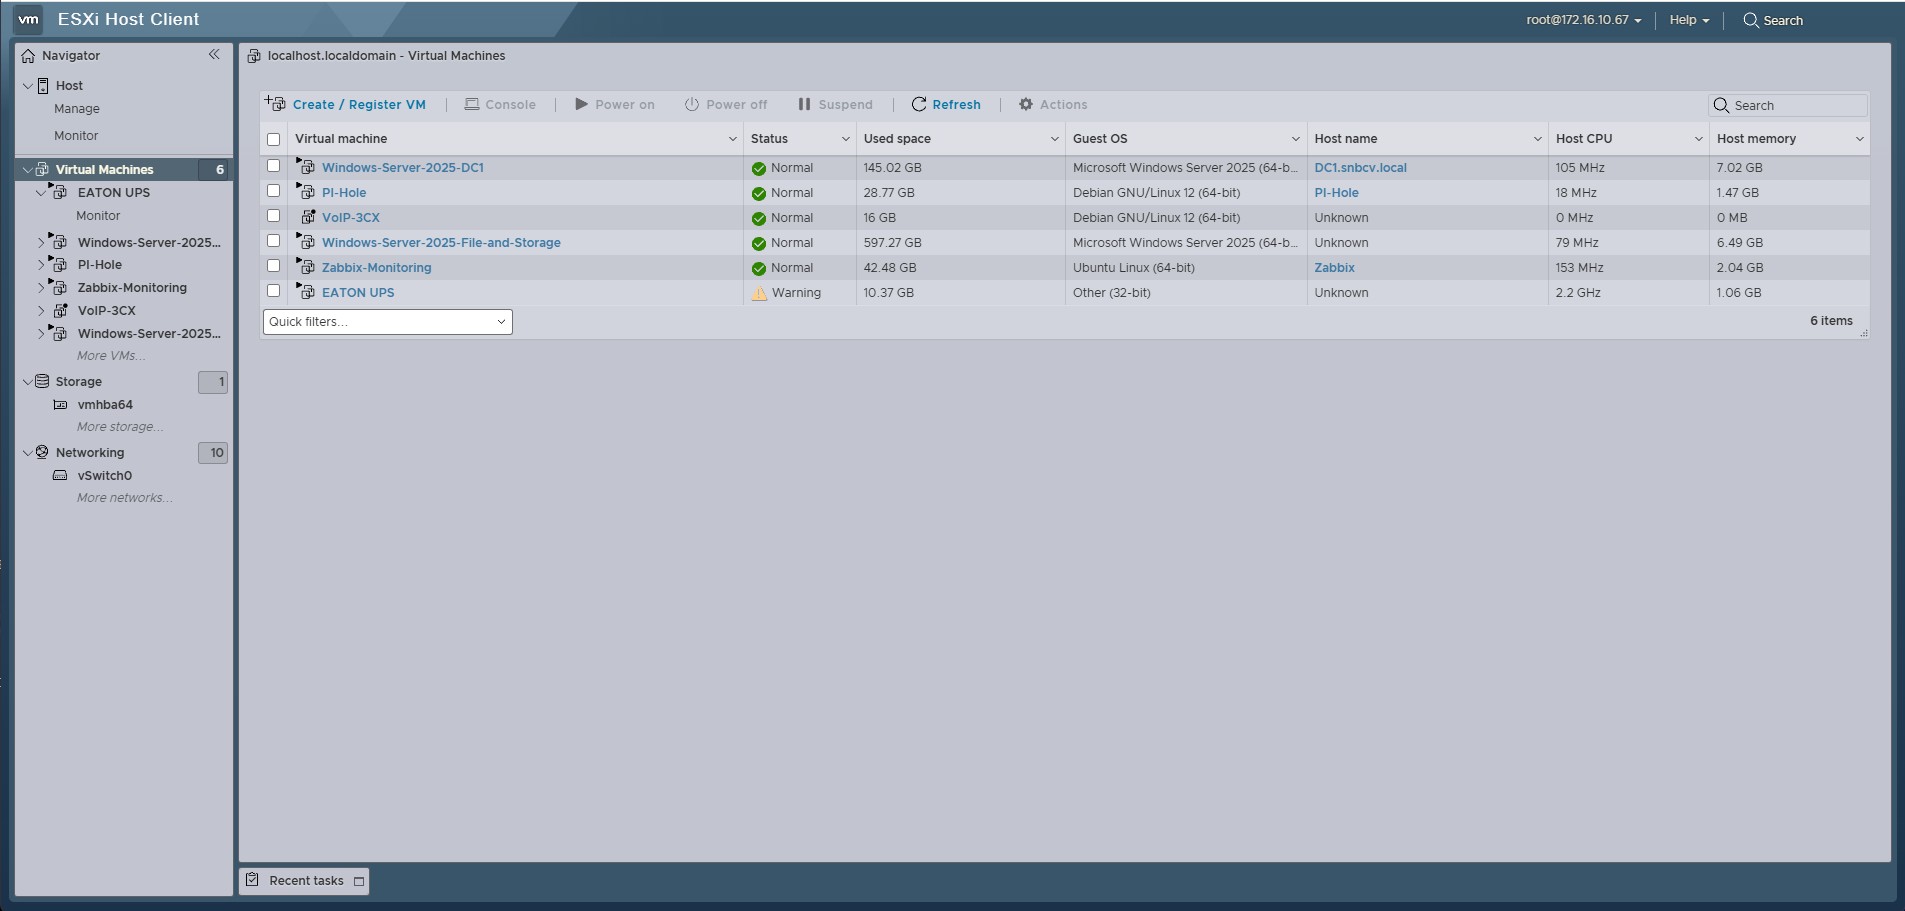 vm ESXi Host Client root@172.16.10.67 Help Search
Navigator
Host
Manage
Monitor
Virtual Machines 6
EATON UPS
Monitor
Windows-Server-2025...
PI-Hole
Zabbix-Monitoring
VoIP-3CX
Windows-Server-2025...
More VMs...
Storage 1
vmhba64
More storage...
Networking 10
vSwitch0
More networks...
localhost.localdomain - Virtual Machines
Create / Register VM Console Power on Power off Suspend Refresh Actions Search
Virtual machine Status Used space Guest OS Host name Host CPU Host memory
Windows-Server-2025-DC1 Normal 145.02 GB Microsoft Windows Server 2025 (64-b... DC1.snbcv.local 105 MHz 7.02 GB
PI-Hole Normal 28.77 GB Debian GNU/Linux 12 (64-bit) PI-Hole 18 MHz 1.47 GB
VoIP-3CX Normal 16 GB Debian GNU/Linux 12 (64-bit) Unknown 0 MHz 0 MB
Windows-Server-2025-File-and-Storage Normal 597.27 GB Microsoft Windows Server 2025 (64-b... Unknown 79 MHz 6.49 GB
Zabbix-Monitoring Normal 42.48 GB Ubuntu Linux (64-bit) Zabbix 153 MHz 2.04 GB
EATON UPS Warning 10.37 GB Other (32-bit) Unknown 2.2 GHz 1.06 GB
Quick filters... 6 items
Recent tasks